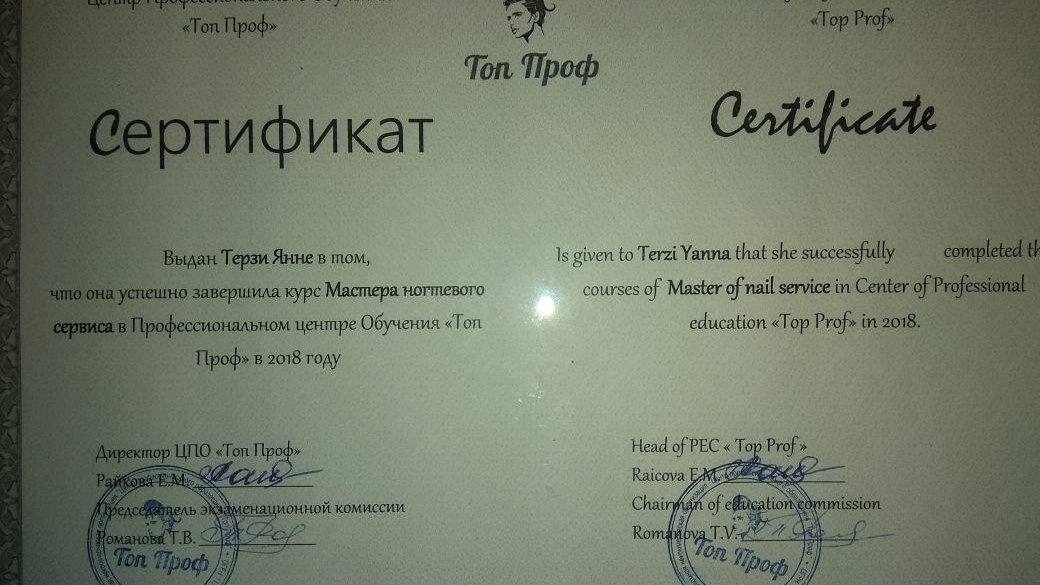 «Топ Проф»
Топ Проф
«Top Prof»
Сертификат
Certificate
Выдан Терзи Янне в том,
что она успешно завершила курс Мастера ногтевого
сервиса в Профессиональном центре Обучения «Топ
Проф» в 2018 году
Is given to Terzi Yanna that she successfully completed th
courses of Master of nail service in Center of Professional
education «Top Prof» in 2018.
Директор ЦПО «Топ Проф»
Райкова Е.М.
Председатель экзаменационной комиссии
Романова Т.В.
Топ Проф
Head of PEC « Top Prof »
Raicova E.M.
Chairman of education commission
Romanova T.V.
Топ Проф